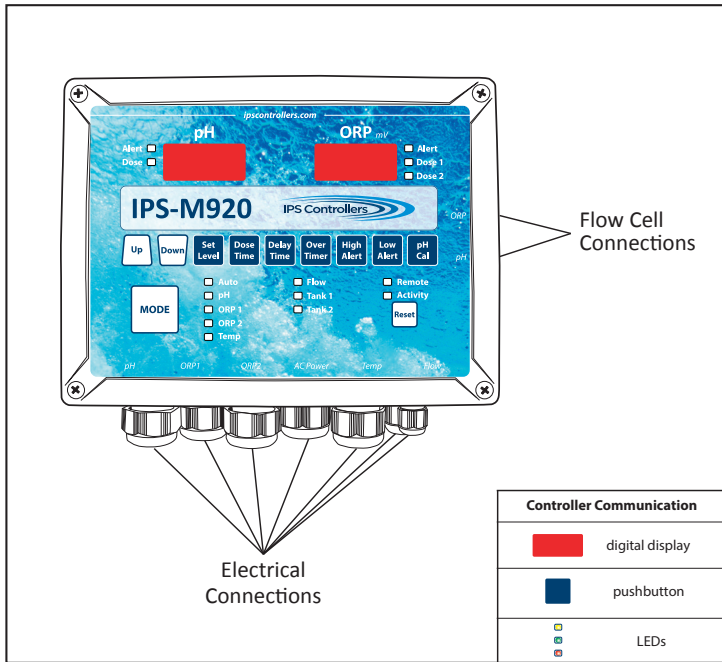 ipscontrollers.com
pH ORP mV
Alert Alert
Dose Dose 1
Dose 2
IPS-M920 IPS Controllers
ORP
Flow Cell
Connections
pH
Up Down Set Level Dose Time Delay Time Over Timer High Alert Low Alert pH Cal
Auto Flow Remote
pH Tank 1 Activity
MODE ORP 1 Tank 2 Reset
ORP 2
Temp
pH ORP1 ORP2 AC Power Temp Flow
Electrical
Connections
Controller Communication
digital display
pushbutton
LEDs